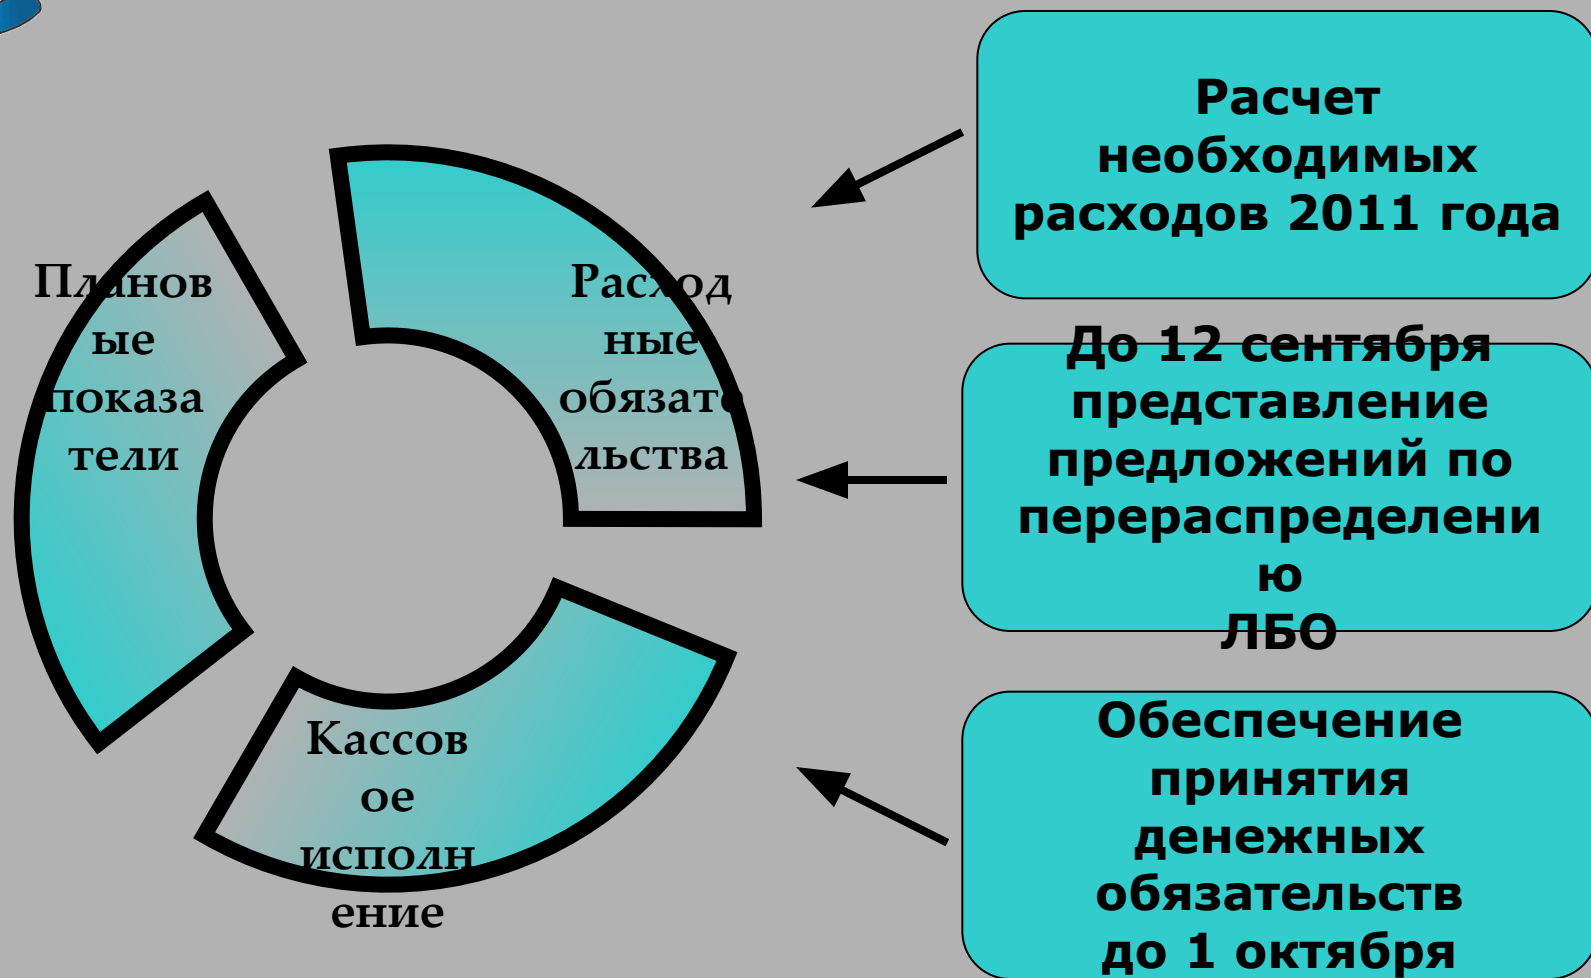 Планов
ые
показа
тели
Расход
ные
обязате
льства
Кассов
ое
исполн
ение
Расчет
необходимых
расходов 2011 года
До 12 сентября
представление
предложений по
перераспределени
ю
ЛБО
Обеспечение
принятия
денежных
обязательств
до 1 октября